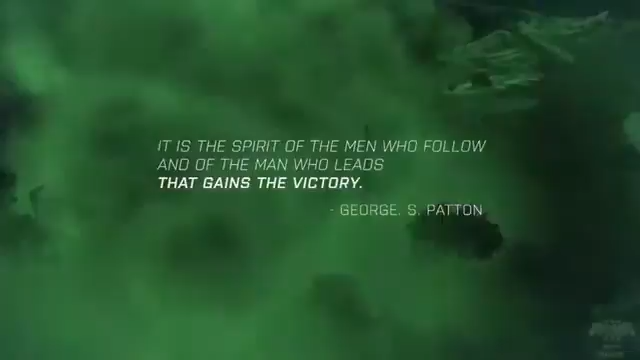 IT IS THE SPIRIT OF THE MEN WHO FOLLOW
AND OF THE MAN WHO LEADS
THAT GAINS THE VICTORY.
- GEORGE. S. PATTON